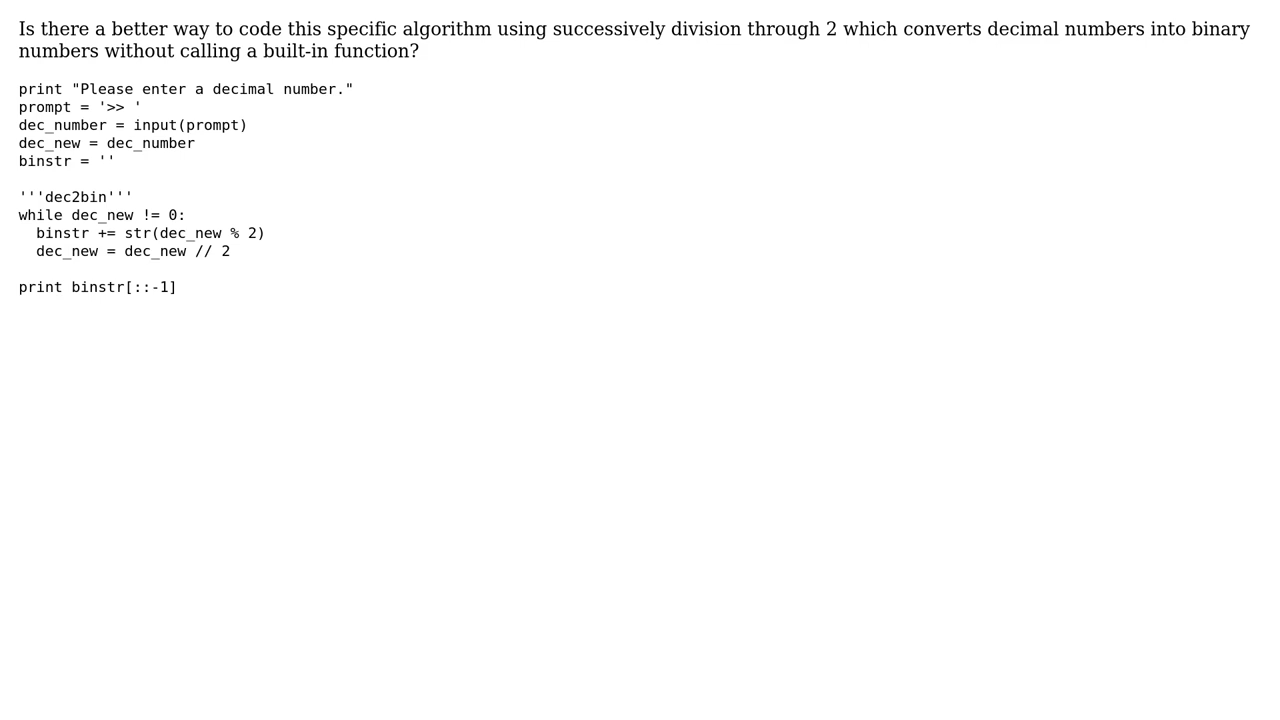 Is there a better way to code this specific algorithm using successively division through 2 which converts decimal numbers into binary
numbers without calling a built-in function?
print "Please enter a decimal number."
prompt = '>> '
dec_number = input(prompt)
dec_new = dec_number
binstr = ''
'''dec2bin'''
while dec_new != 0:
  binstr += str(dec_new % 2)
  dec_new = dec_new // 2
print binstr[::-1]